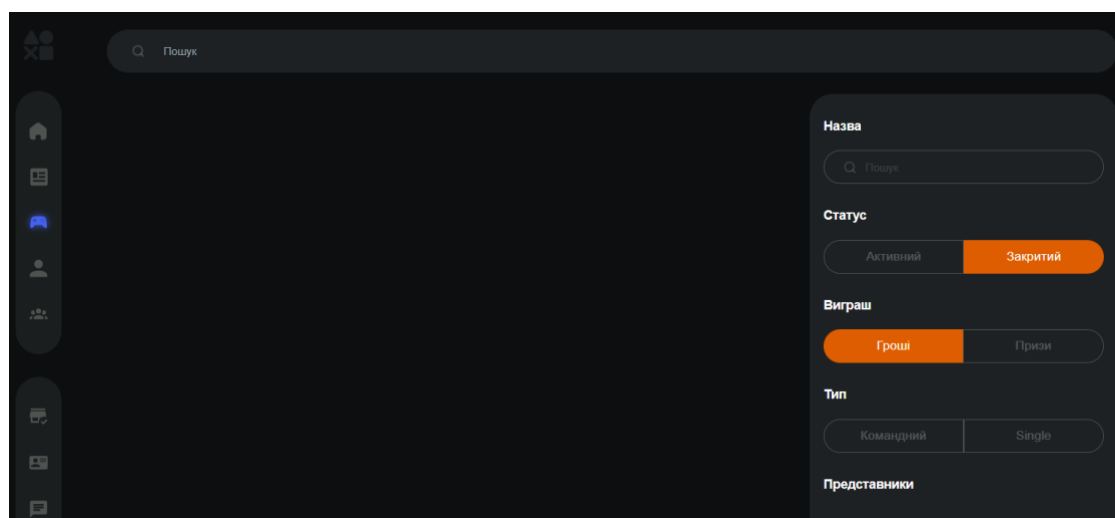 Пошук
Назва
Пошук
Статус
Активний Закритий
Виграш
Гроші Призи
Тип
Командний Single
Представники